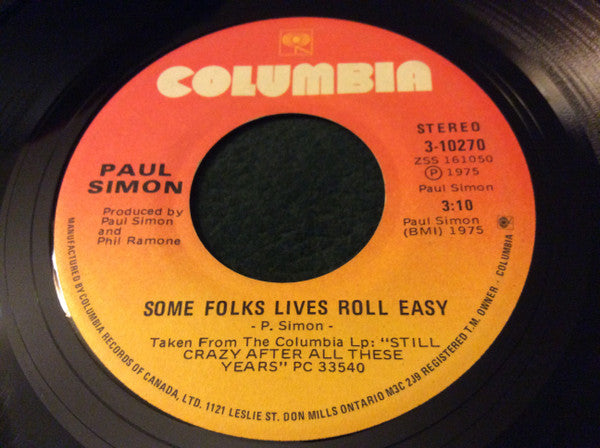 COLUMBIA
STEREO
3-10270
ZSS 161050
Ⓟ 1975
Paul Simon
3:10
Paul Simon
(BMI) 1975
PAUL
SIMON
Produced by
Paul Simon
and
Phil Ramone
SOME FOLKS LIVES ROLL EASY
- P. Simon -
Taken From The Columbia Lp: "STILL
CRAZY AFTER ALL THESE
YEARS" PC 33540
MANUFACTURED BY COLUMBIA RECORDS OF CANADA, LTD. 1121 LESLIE ST. DON MILLS ONTARIO M3C 2J9 REGISTERED T.M. OWNER - COLUMBIA